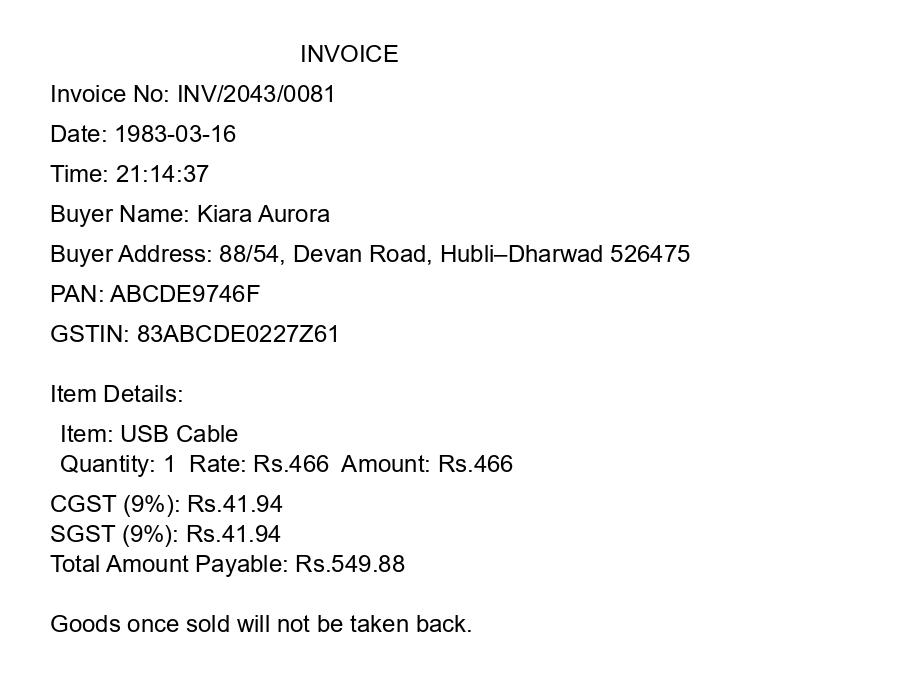 INVOICE
Invoice No: INV/2043/0081
Date: 1983-03-16
Time: 21:14:37
Buyer Name: Kiara Aurora
Buyer Address: 88/54, Devan Road, Hubli–Dharwad 526475
PAN: ABCDE9746F
GSTIN: 83ABCDE0227Z61
Item Details:
Item: USB Cable
Quantity: 1  Rate: Rs.466  Amount: Rs.466
CGST (9%): Rs.41.94
SGST (9%): Rs.41.94
Total Amount Payable: Rs.549.88
Goods once sold will not be taken back.